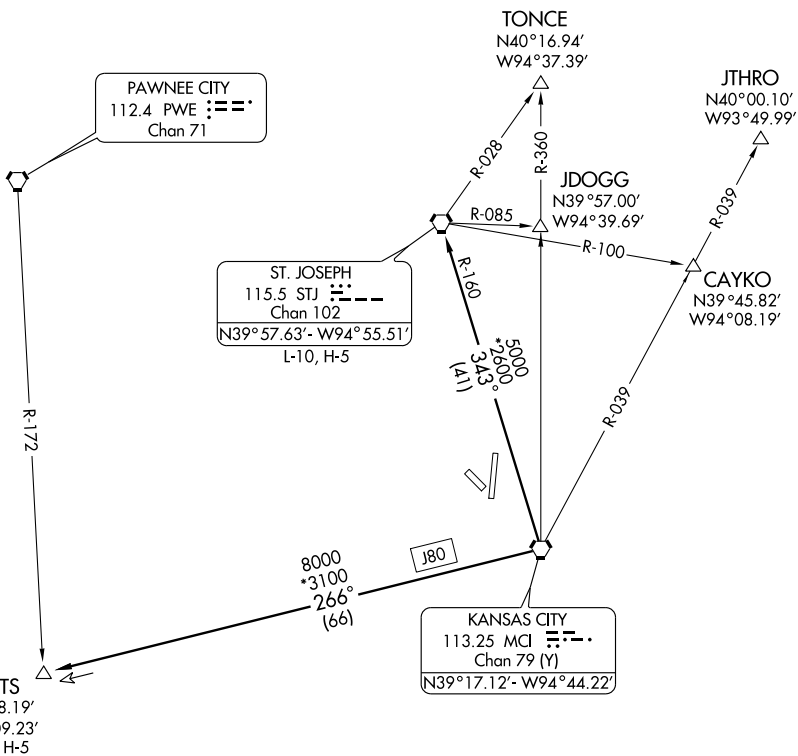 TONCE
N40°16.94'
W94°37.39'
JTHRO
N40°00.10'
W93°49.99'
PAWNEE CITY
112.4 PWE
Chan 71
R-028
R-360
R-039
JDOGG
N39°57.00'
W94°39.69'
R-085
R-100
R-160
CAYKO
N39°45.82'
W94°08.19'
ST. JOSEPH
115.5 STJ
Chan 102
N39°57.63'- W94°55.51'
L-10, H-5
5000
*2600
343°
(41)
R-172
R-039
J80
8000
*3100
266°
(66)
KANSAS CITY
113.25 MCI
Chan 79 (Y)
N39°17.12'- W94°44.22'
TS
8.19'
9.23'
H-5